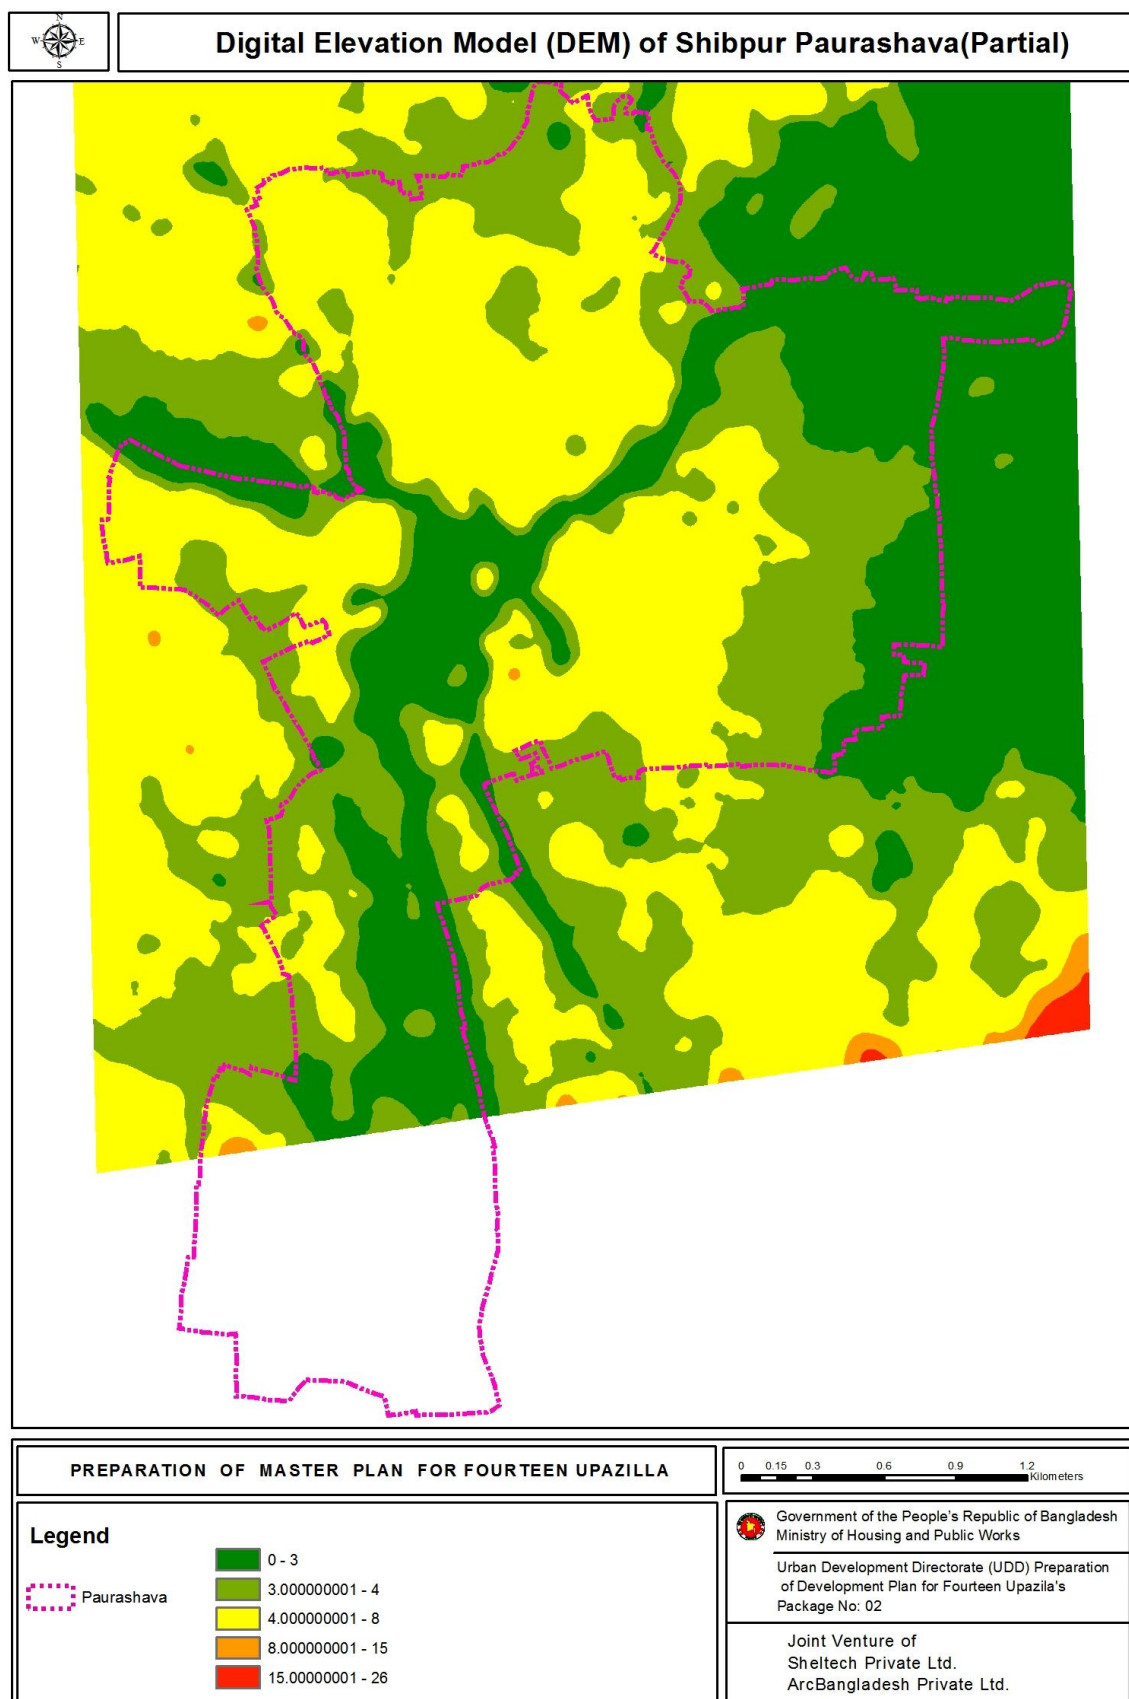 N
W E
S
Digital Elevation Model (DEM) of Shibpur Paurashava(Partial)
PREPARATION OF MASTER PLAN FOR FOURTEEN UPAZILLA
0 0.15 0.3 0.6 0.9 1.2
Kilometers
Legend
Paurashava
0 - 3
3.000000001 - 4
4.000000001 - 8
8.000000001 - 15
15.00000001 - 26
Government of the People's Republic of Bangladesh
Ministry of Housing and Public Works
Urban Development Directorate (UDD) Preparation
of Development Plan for Fourteen Upazila's
Package No: 02
Joint Venture of
Sheltech Private Ltd.
ArcBangladesh Private Ltd.